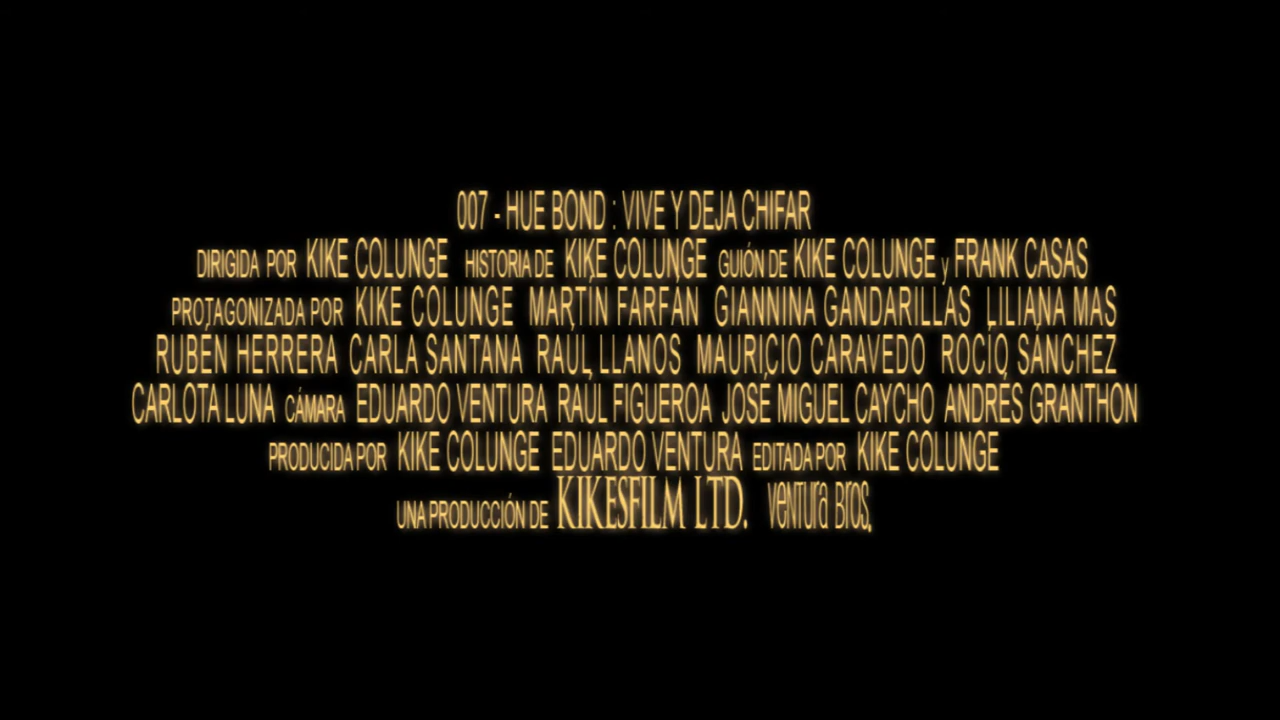 007 - HUE BOND : VIVE Y DEJA CHIFAR
DIRIGIDA POR KIKE COLUNGE HISTORIA DE KIKE COLUNGE GUIÓN DE KIKE COLUNGE y FRANK CASAS
PROTAGONIZADA POR KIKE COLUNGE MARTÍN FARFÁN GIANNINA GANDARILLAS LILIANA MAS
RUBÉN HERRERA CARLA SANTANA RAÚL LLANOS MAURICIO CARAVEDO ROCÍO SÁNCHEZ
CARLOTA LUNA CÁMARA EDUARDO VENTURA RAÚL FIGUEROA JOSÉ MIGUEL CAYCHO ANDRÉS GRANTHON
PRODUCIDA POR KIKE COLUNGE EDUARDO VENTURA EDITADA POR KIKE COLUNGE
UNA PRODUCCIÓN DE KIKESFILM LTD. VENTURA BROS.